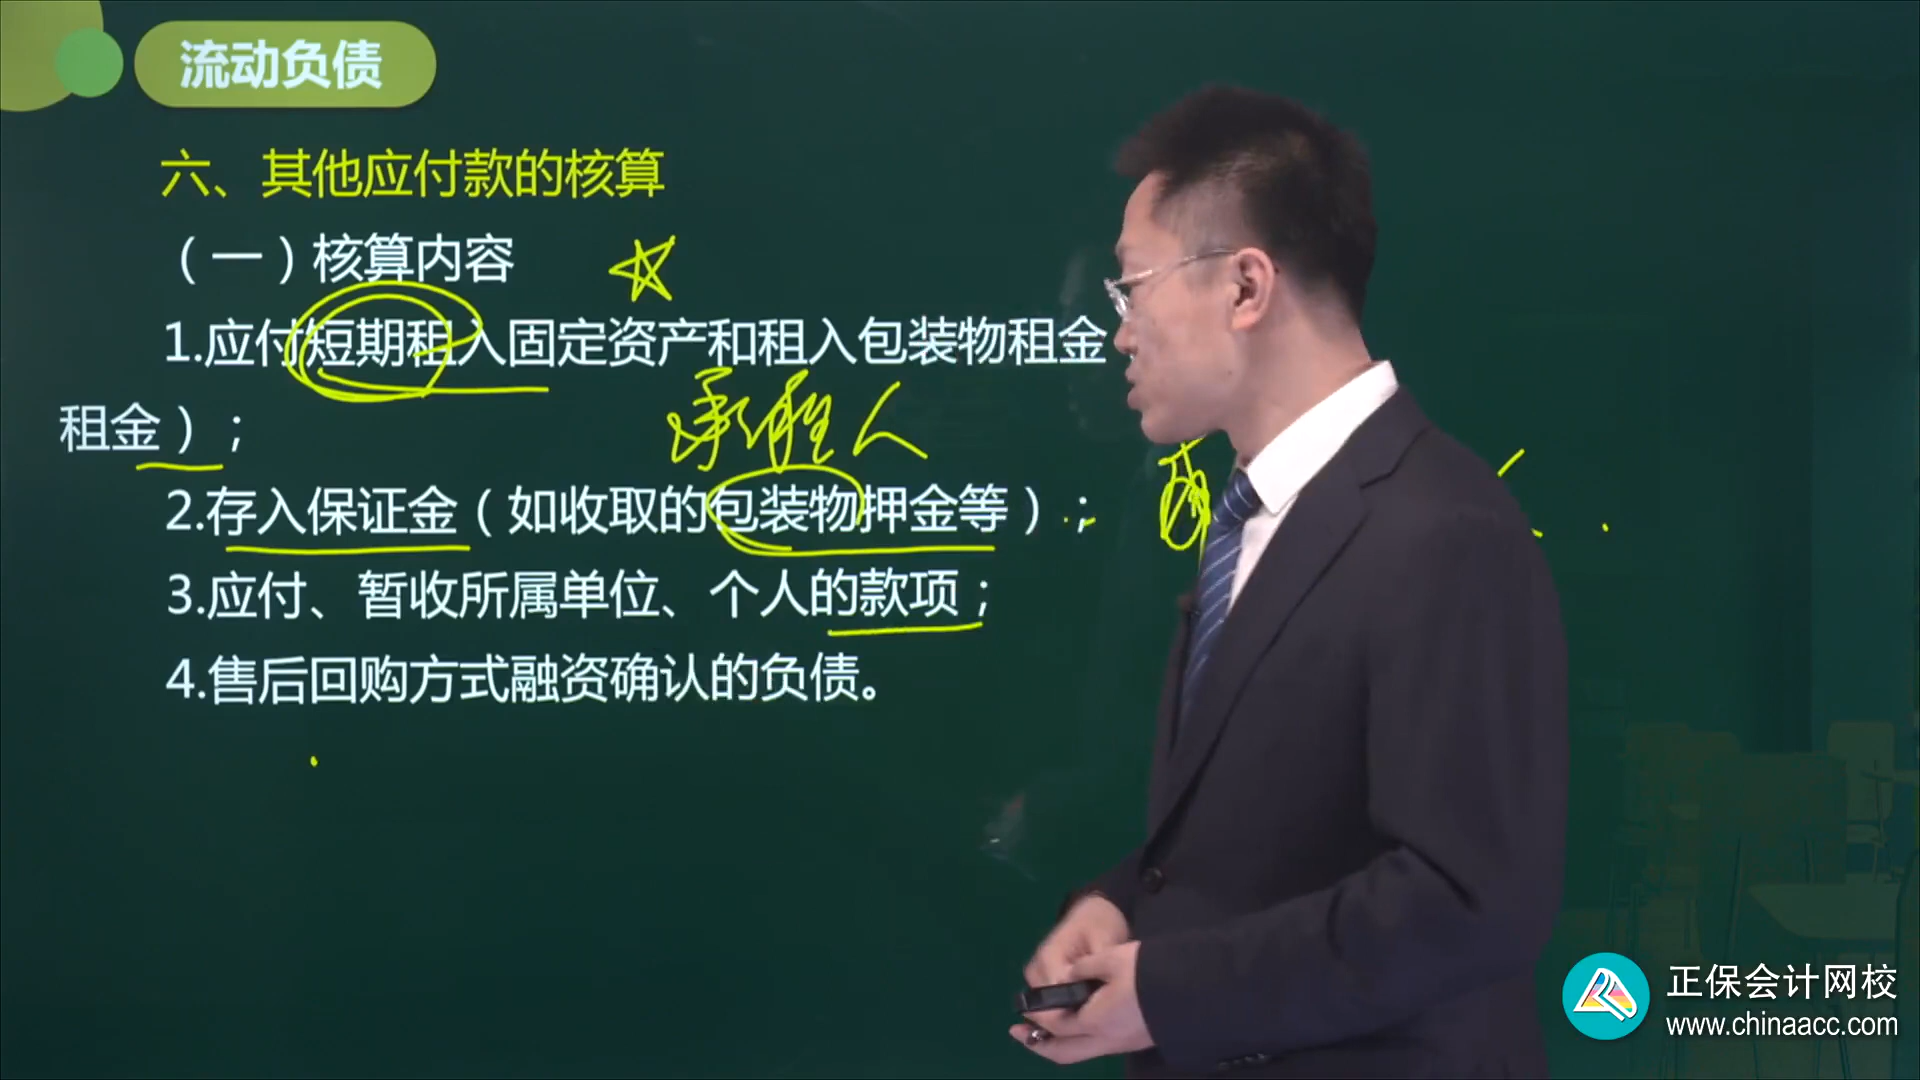 流动负债
六、其他应付款的核算
（一）核算内容
1.应付短期租入固定资产和租入包装物租金
租金）；
承租人
2.存入保证金（如收取的包装物押金等）；
3.应付、暂收所属单位、个人的款项；
4.售后回购方式融资确认的负债。
正保会计网校
www.chinaacc.com